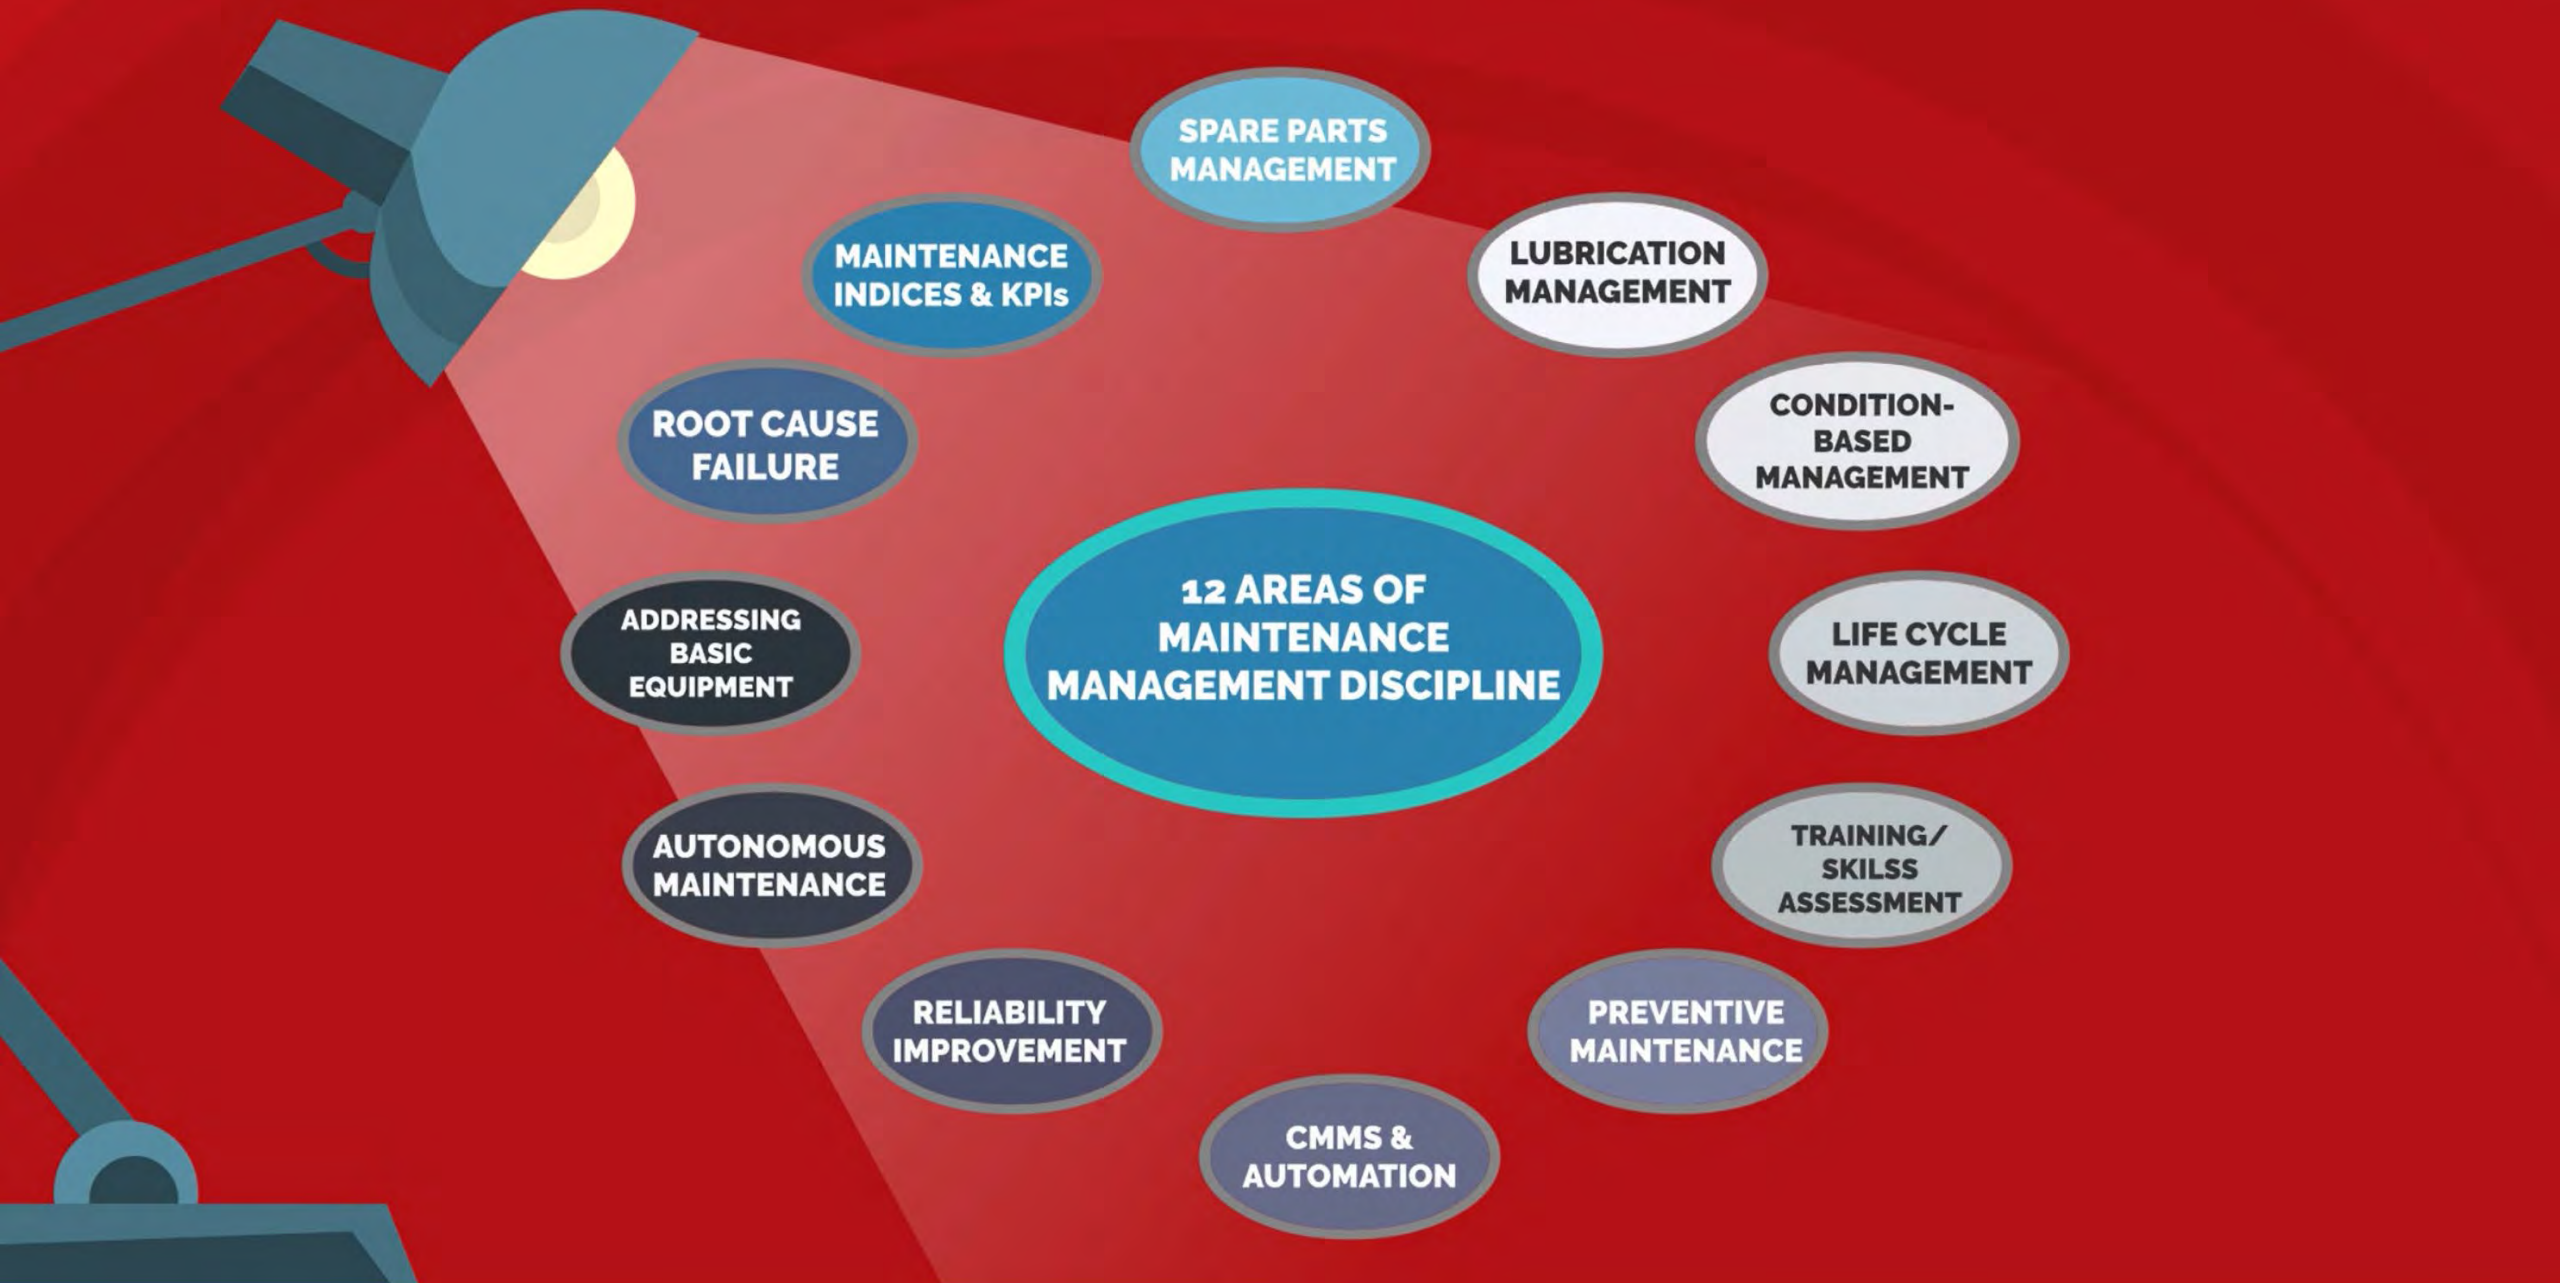 SPARE PARTS
MANAGEMENT
LUBRICATION
MANAGEMENT
CONDITION-
BASED
MANAGEMENT
LIFE CYCLE
MANAGEMENT
TRAINING/
SKILSS
ASSESSMENT
PREVENTIVE
MAINTENANCE
CMMS &
AUTOMATION
RELIABILITY
IMPROVEMENT
AUTONOMOUS
MAINTENANCE
ADDRESSING
BASIC
EQUIPMENT
ROOT CAUSE
FAILURE
MAINTENANCE
INDICES & KPIs
12 AREAS OF
MAINTENANCE
MANAGEMENT DISCIPLINE